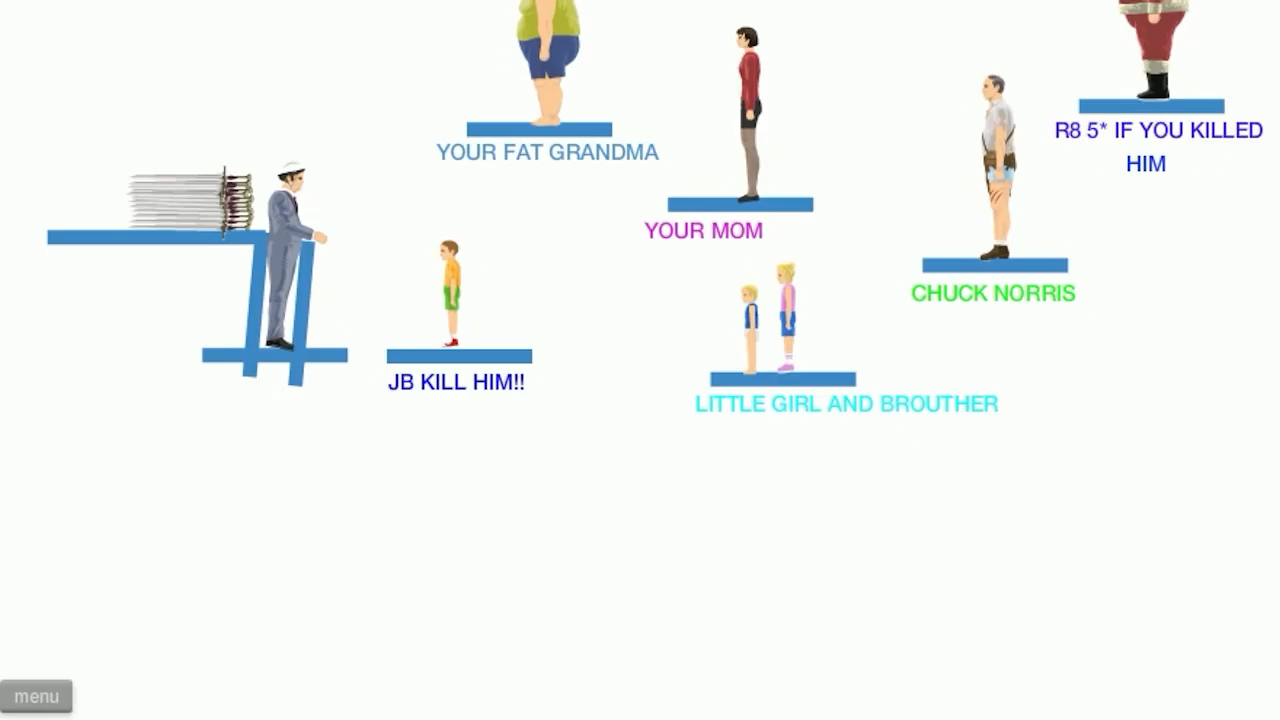 R8 5* IF YOU KILLED
HIM
YOUR FAT GRANDMA
YOUR MOM
CHUCK NORRIS
JB KILL HIM!!
LITTLE GIRL AND BROUTHER
menu